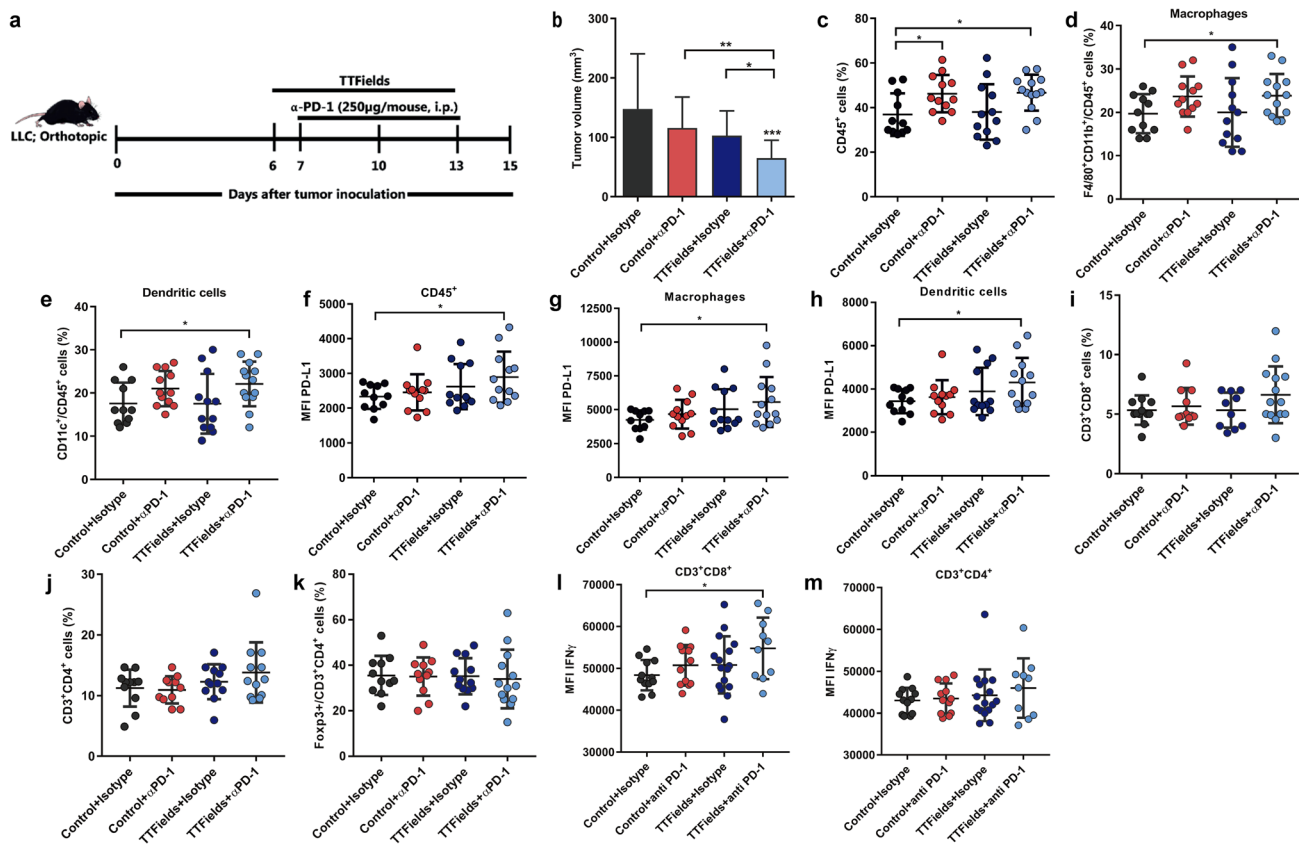 a
TTFields
α-PD-1 (250µg/mouse, i.p.)
LLC; Orthotopic
0 6 7 10 13 15
Days after tumor inoculation
b
Tumor volume (mm³)
200
150
100
50
0
**
*
***
Control+Isotype
Control+αPD-1
TTFields+Isotype
TTFields+αPD-1
c
CD45⁺ cells (%)
80
60
40
20
0
*
*
Control+Isotype
Control+αPD-1
TTFields+Isotype
TTFields+αPD-1
d
Macrophages
F4/80⁺CD11b⁺/CD45⁺ cells (%)
40
30
20
10
0
*
Control+Isotype
Control+αPD-1
TTFields+Isotype
TTFields+αPD-1
e
Dendritic cells
CD11c⁺/CD45⁺ cells (%)
40
30
20
10
0
*
Control+Isotype
Control+αPD-1
TTFields+Isotype
TTFields+αPD-1
f
CD45⁺
MFI PD-L1
5000
4000
3000
2000
1000
0
*
Control+Isotype
Control+αPD-1
TTFields+Isotype
TTFields+αPD-1
g
Macrophages
MFI PD-L1
12500
10000
7500
5000
2500
0
*
Control+Isotype
Control+αPD-1
TTFields+Isotype
TTFields+αPD-1
h
Dendritic cells
MFI PD-L1
8000
6000
4000
2000
0
*
Control+Isotype
Control+αPD-1
TTFields+Isotype
TTFields+αPD-1
i
CD3⁺CD8⁺ cells (%)
15
10
5
0
Control+Isotype
Control+αPD-1
TTFields+Isotype
TTFields+αPD-1
j
CD3⁺CD4⁺ cells (%)
30
20
10
0
Control+Isotype
Control+αPD-1
TTFields+Isotype
TTFields+αPD-1
k
Foxp3+/CD3⁺CD4⁺ cells (%)
80
60
40
20
0
Control+Isotype
Control+αPD-1
TTFields+Isotype
TTFields+αPD-1
l
CD3⁺CD8⁺
MFI IFNγ
70000
60000
50000
40000
30000
*
Control+Isotype
Control+anti PD-1
TTFields+Isotype
TTFields+anti PD-1
m
CD3⁺CD4⁺
MFI IFNγ
70000
60000
50000
40000
30000
Control+Isotype
Control+anti PD-1
TTFields+Isotype
TTFields+anti PD-1